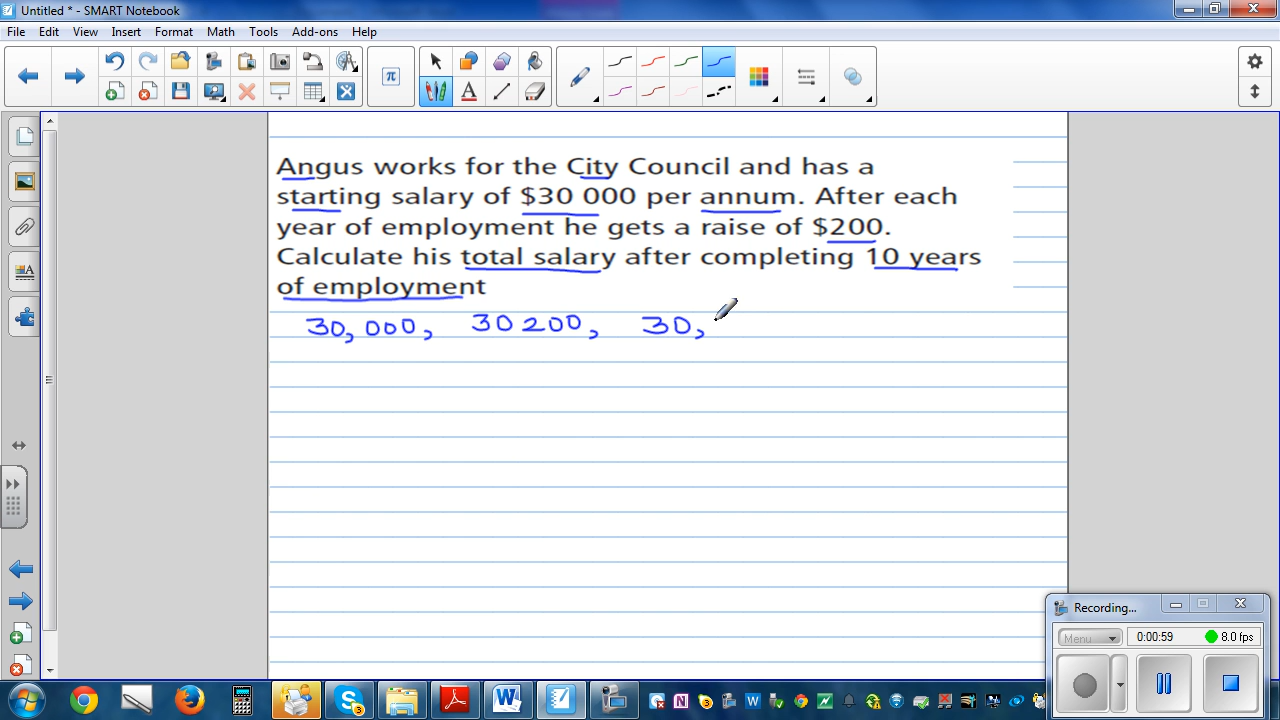 Untitled * - SMART Notebook
File Edit View Insert Format Math Tools Add-ons Help
Angus works for the City Council and has a
starting salary of $30 000 per annum. After each
year of employment he gets a raise of $200.
Calculate his total salary after completing 10 years
of employment
30,000, 30 200, 30,
Recording...
Menu 0:00:59 8.0 fps